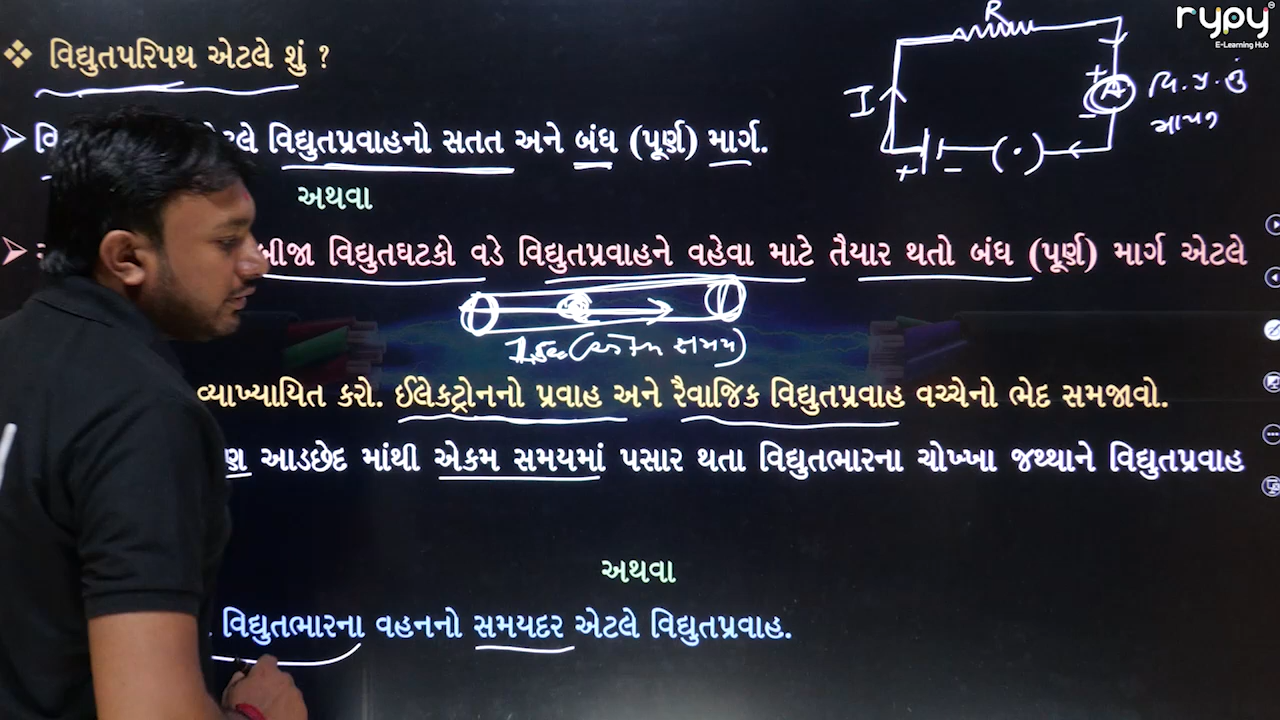 rypy
E-Learning Hub
❖ વિદ્યુતપરિપથ એટલે શું ?
વિદ્યુતપ્રવાહનો સતત અને બંધ (પૂર્ણ) માર્ગ.
અથવા
બીજા વિદ્યુતઘટકો વડે વિદ્યુતપ્રવાહને વહેવા માટે તૈયાર થતો બંધ (પૂર્ણ) માર્ગ એટલે
વ્યાખ્યાયિત કરો. ઈલેક્ટ્રોનનો પ્રવાહ અને રૈવાજિક વિદ્યુતપ્રવાહ વચ્ચેનો ભેદ સમજાવો.
આડછેદ માંથી એકમ સમયમાં પસાર થતા વિદ્યુતભારના ચોખ્ખા જથ્થાને વિદ્યુતપ્રવાહ
અથવા
વિદ્યુતભારના વહનનો સમયદર એટલે વિદ્યુતપ્રવાહ.
R
I
+
A
-
+ -
વિ.પ્ર.નું
માપન